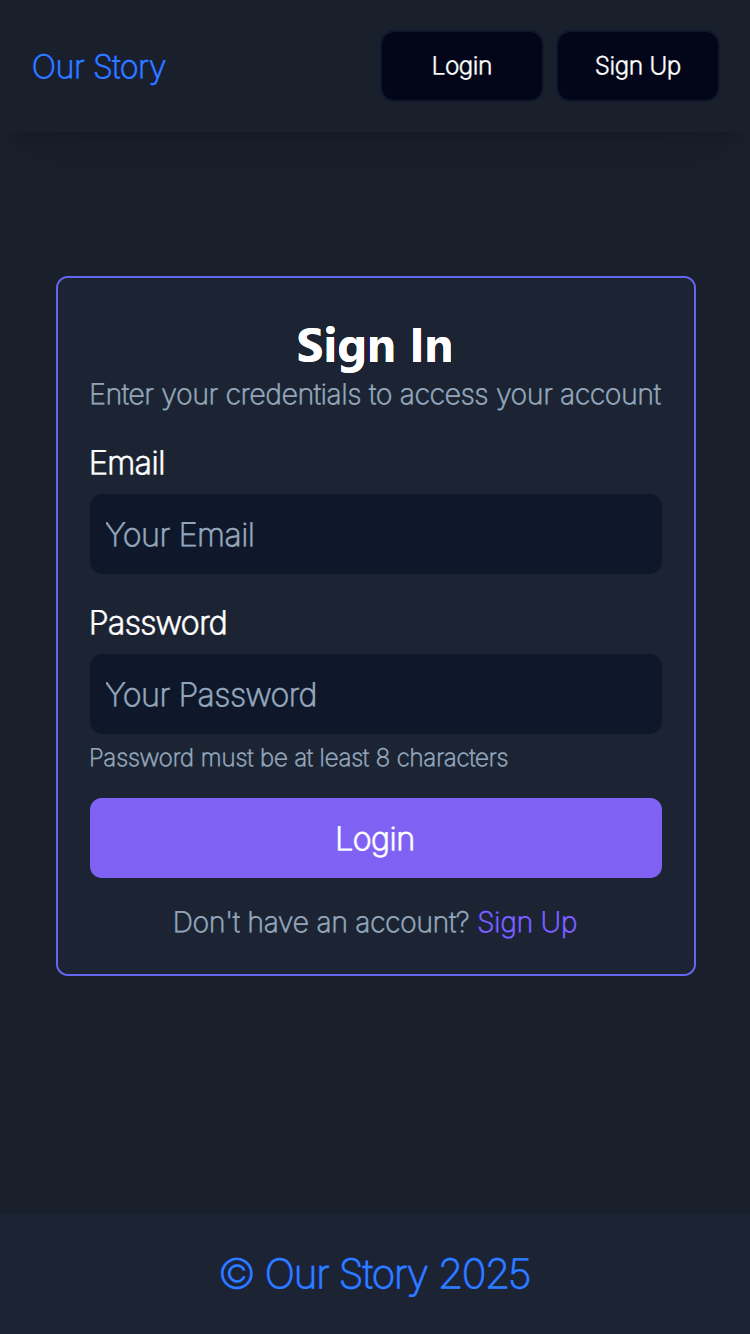 Our Story
Login
Sign Up
Sign In
Enter your credentials to access your account
Email
Your Email
Password
Your Password
Password must be at least 8 characters
Login
Don't have an account? Sign Up
© Our Story 2025